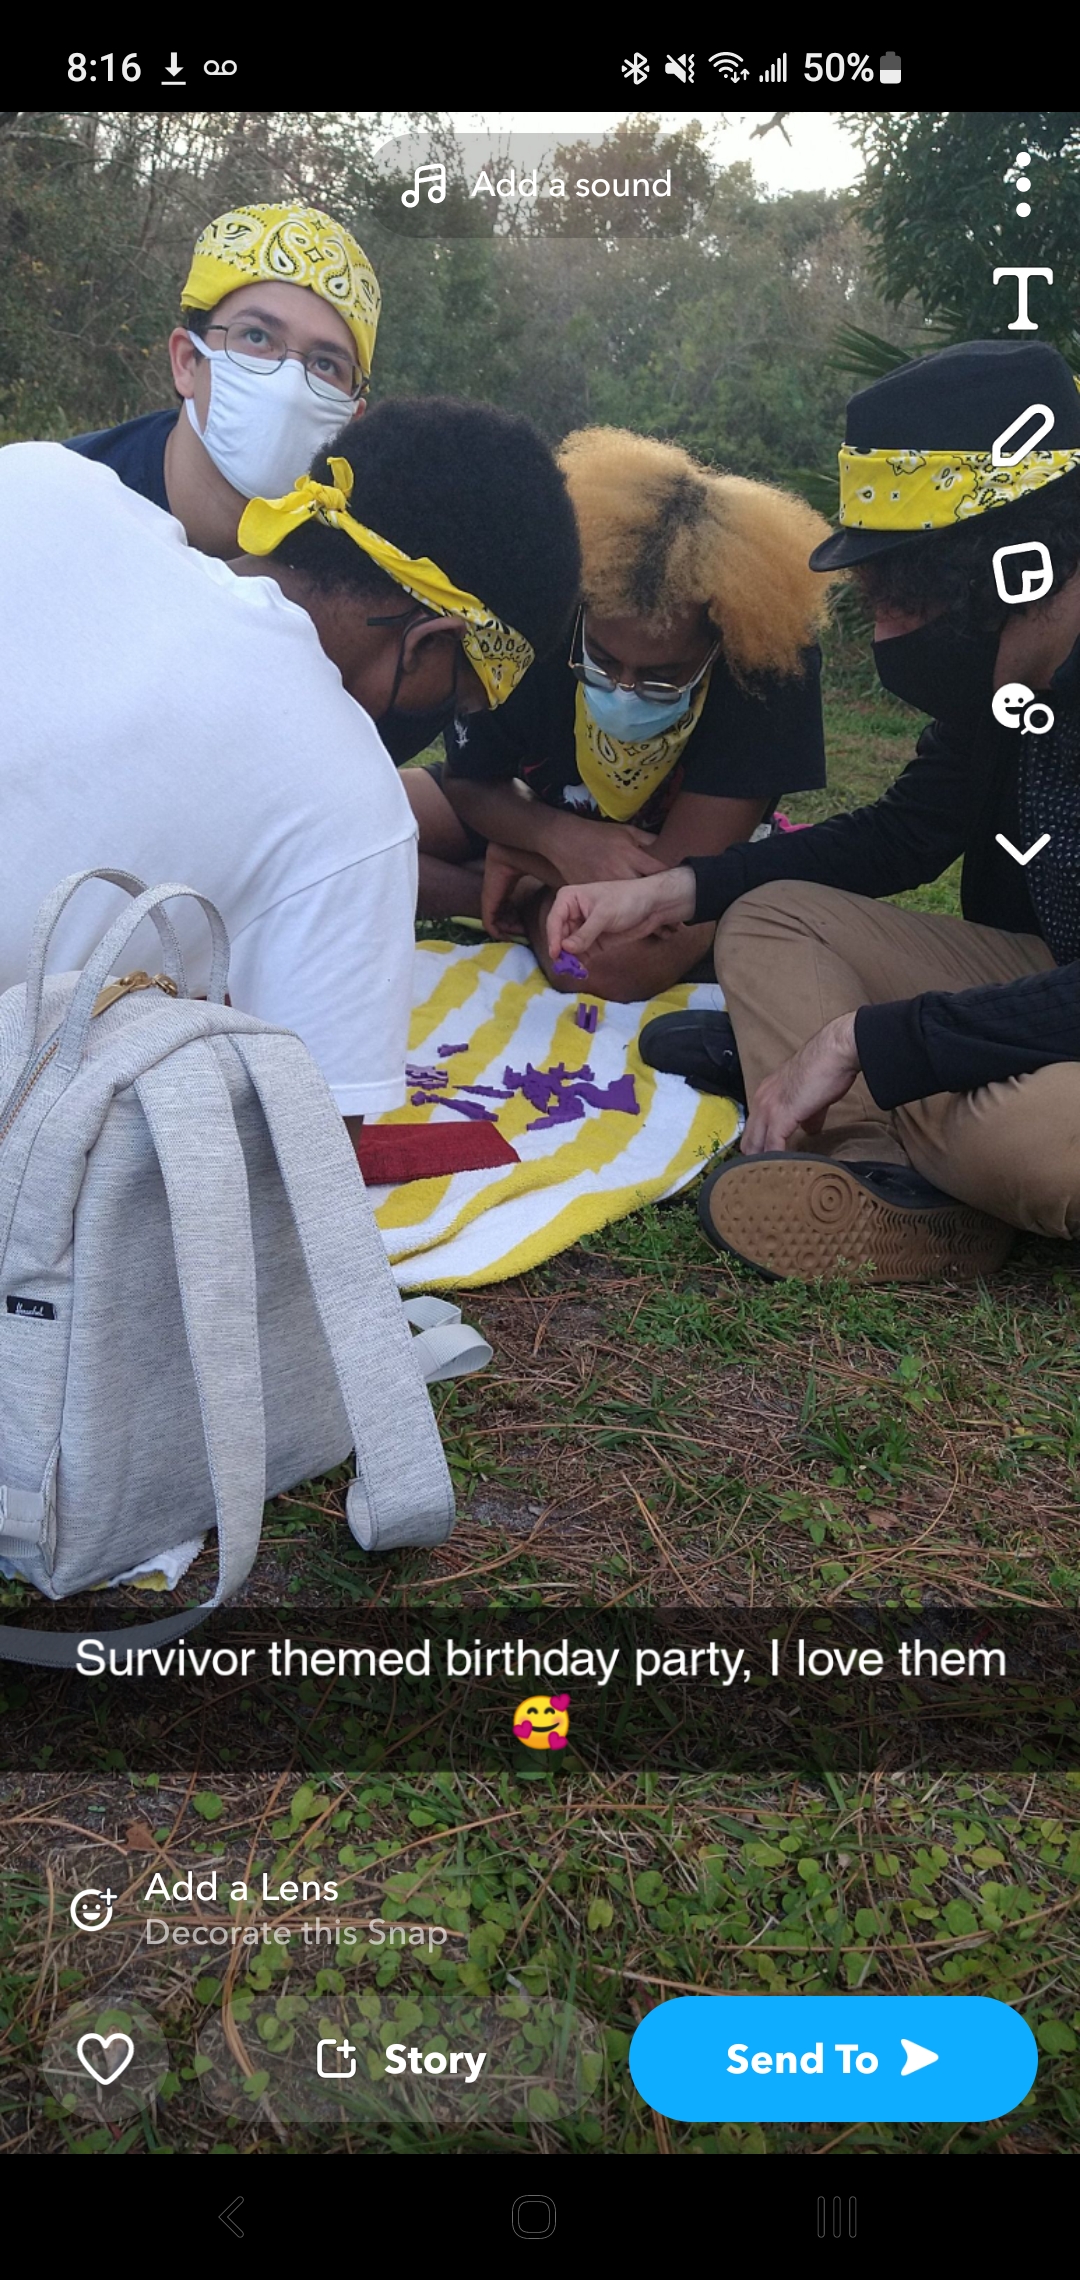 8:16 50%
Add a sound
T
Herschel
Survivor themed birthday party, I love them
🥰
Add a Lens
Decorate this Snap
Story
Send To